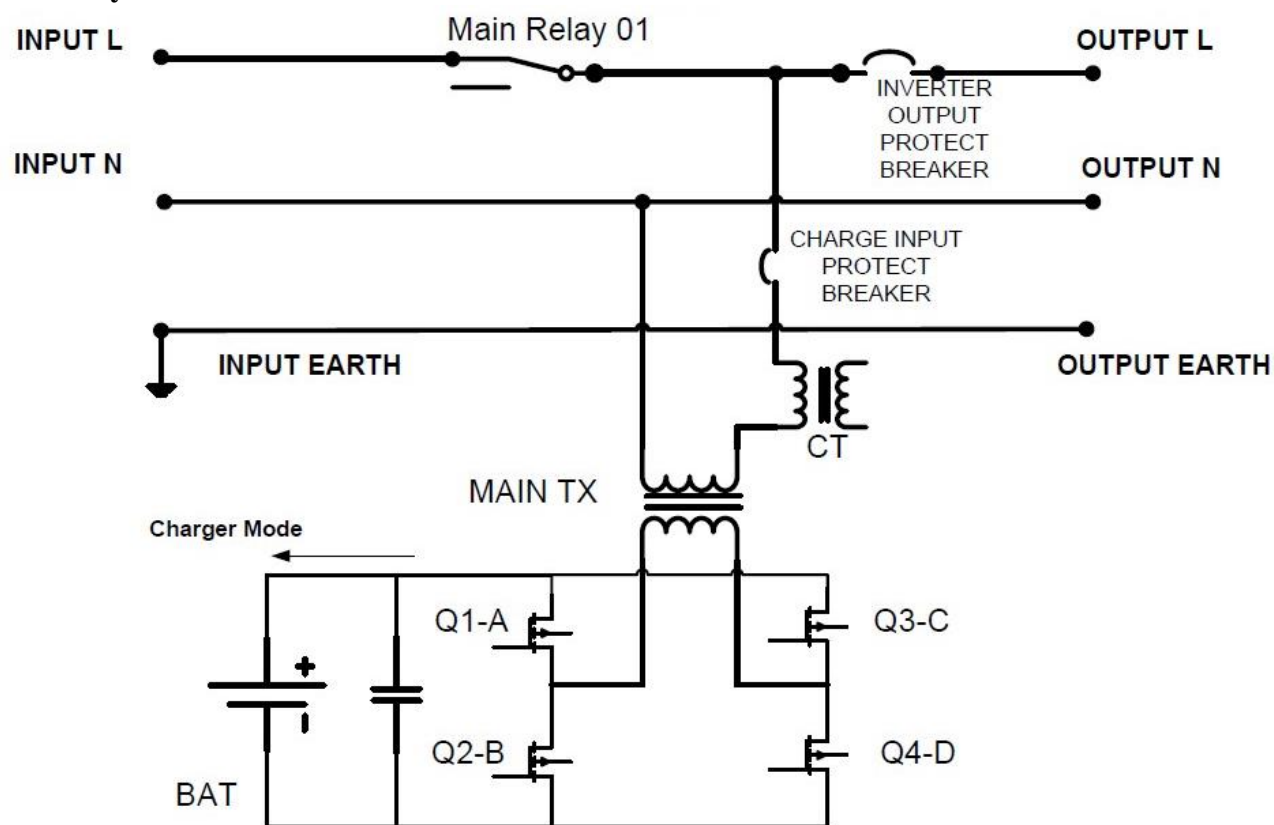 Main Relay 01
INPUT L
OUTPUT L
INVERTER
OUTPUT
PROTECT
BREAKER
INPUT N
OUTPUT N
CHARGE INPUT
PROTECT
BREAKER
INPUT EARTH
OUTPUT EARTH
CT
MAIN TX
Charger Mode
Q1-A
Q3-C
+
-
Q2-B
Q4-D
BAT